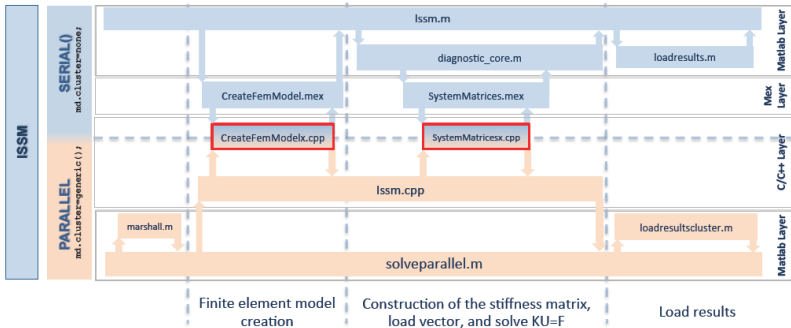 ISSM
SERIAL()
md.cluster=none;
PARALLEL
md.cluster=generic();
Issm.m
diagnostic_core.m
loadresults.m
Matlab Layer
CreateFemModel.mex
SystemMatrices.mex
Mex
Layer
CreateFemModelx.cpp
SystemMatricesx.cpp
Issm.cpp
C/C++ Layer
marshall.m
loadresultscluster.m
solveparallel.m
Matlab Layer
Finite element model
creation
Construction of the stiffness matrix,
load vector, and solve KU=F
Load results